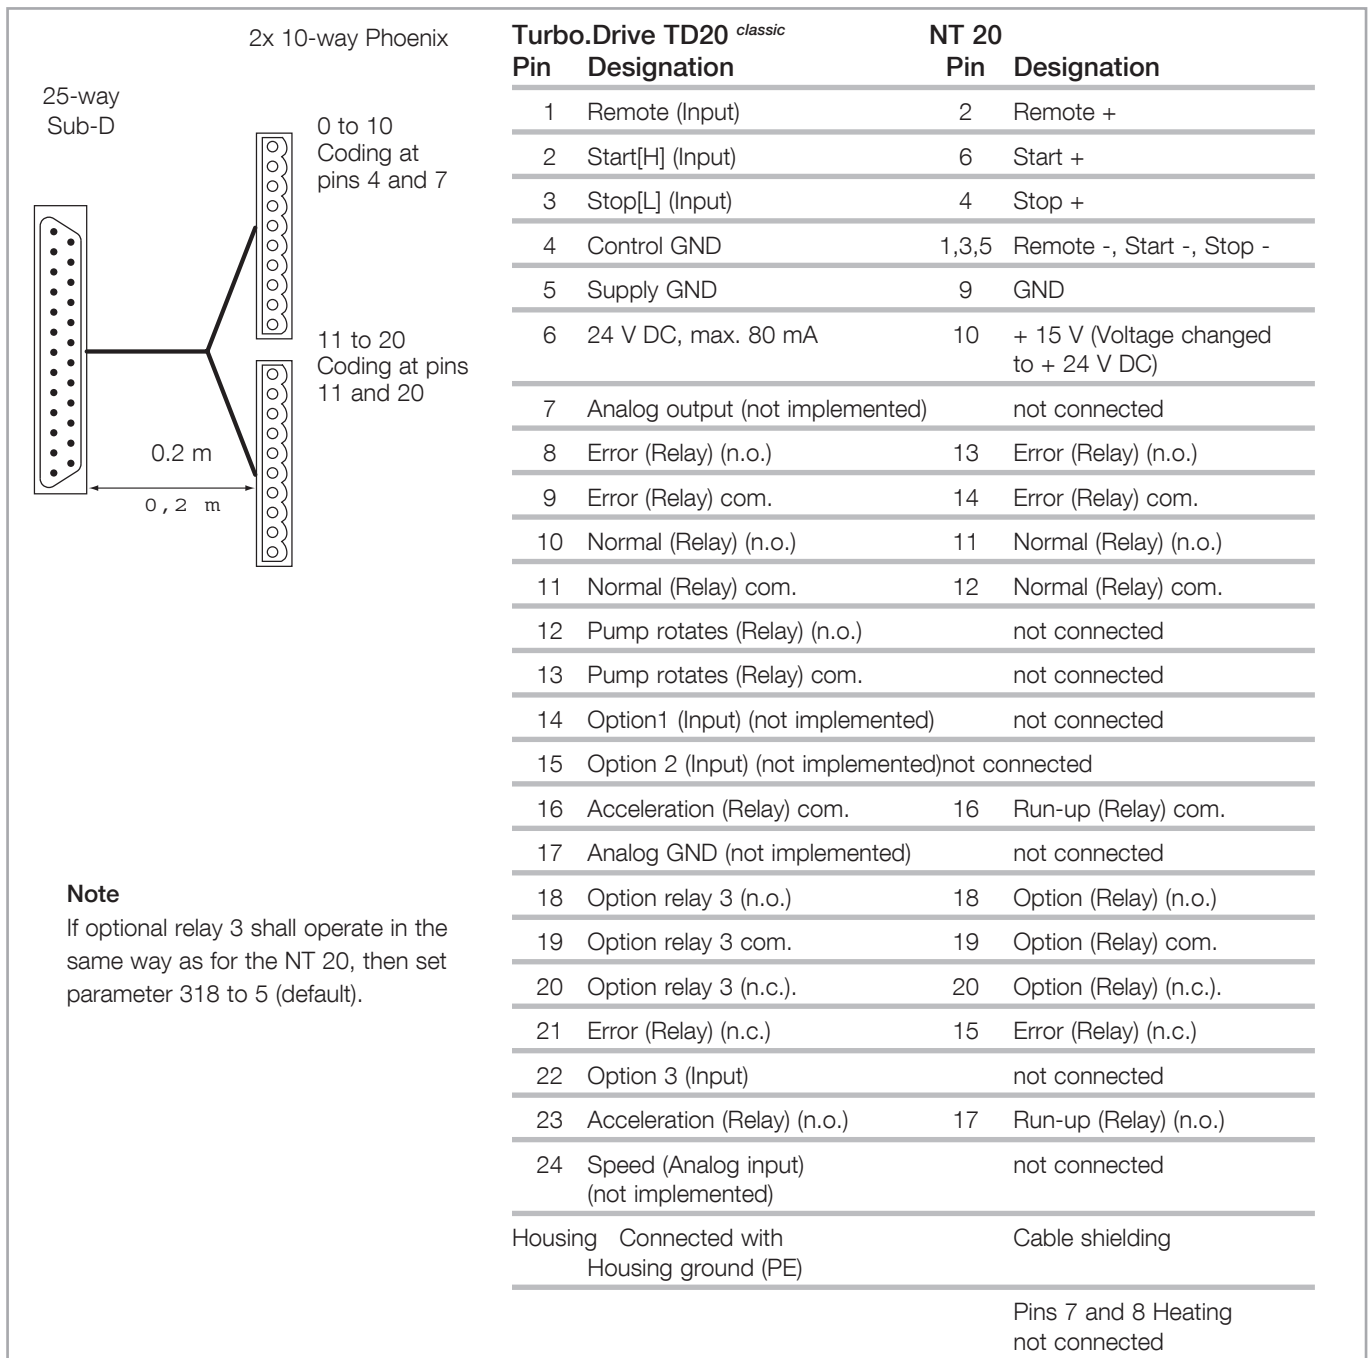 2x 10-way Phoenix
25-way
Sub-D
0 to 10
Coding at
pins 4 and 7
11 to 20
Coding at pins
11 and 20
0.2 m
0,2 m
Note
If optional relay 3 shall operate in the
same way as for the NT 20, then set
parameter 318 to 5 (default).
Turbo.Drive TD20 classic NT 20
Pin Designation Pin Designation
1 Remote (Input) 2 Remote +
2 Start[H] (Input) 6 Start +
3 Stop[L] (Input) 4 Stop +
4 Control GND 1,3,5 Remote -, Start -, Stop -
5 Supply GND 9 GND
6 24 V DC, max. 80 mA 10 + 15 V (Voltage changed
to + 24 V DC)
7 Analog output (not implemented) not connected
8 Error (Relay) (n.o.) 13 Error (Relay) (n.o.)
9 Error (Relay) com. 14 Error (Relay) com.
10 Normal (Relay) (n.o.) 11 Normal (Relay) (n.o.)
11 Normal (Relay) com. 12 Normal (Relay) com.
12 Pump rotates (Relay) (n.o.) not connected
13 Pump rotates (Relay) com. not connected
14 Option1 (Input) (not implemented) not connected
15 Option 2 (Input) (not implemented)not connected
16 Acceleration (Relay) com. 16 Run-up (Relay) com.
17 Analog GND (not implemented) not connected
18 Option relay 3 (n.o.) 18 Option (Relay) (n.o.)
19 Option relay 3 com. 19 Option (Relay) com.
20 Option relay 3 (n.c.). 20 Option (Relay) (n.c.).
21 Error (Relay) (n.c.) 15 Error (Relay) (n.c.)
22 Option 3 (Input) not connected
23 Acceleration (Relay) (n.o.) 17 Run-up (Relay) (n.o.)
24 Speed (Analog input) not connected
(not implemented)
Housing Connected with Cable shielding
Housing ground (PE)
Pins 7 and 8 Heating
not connected